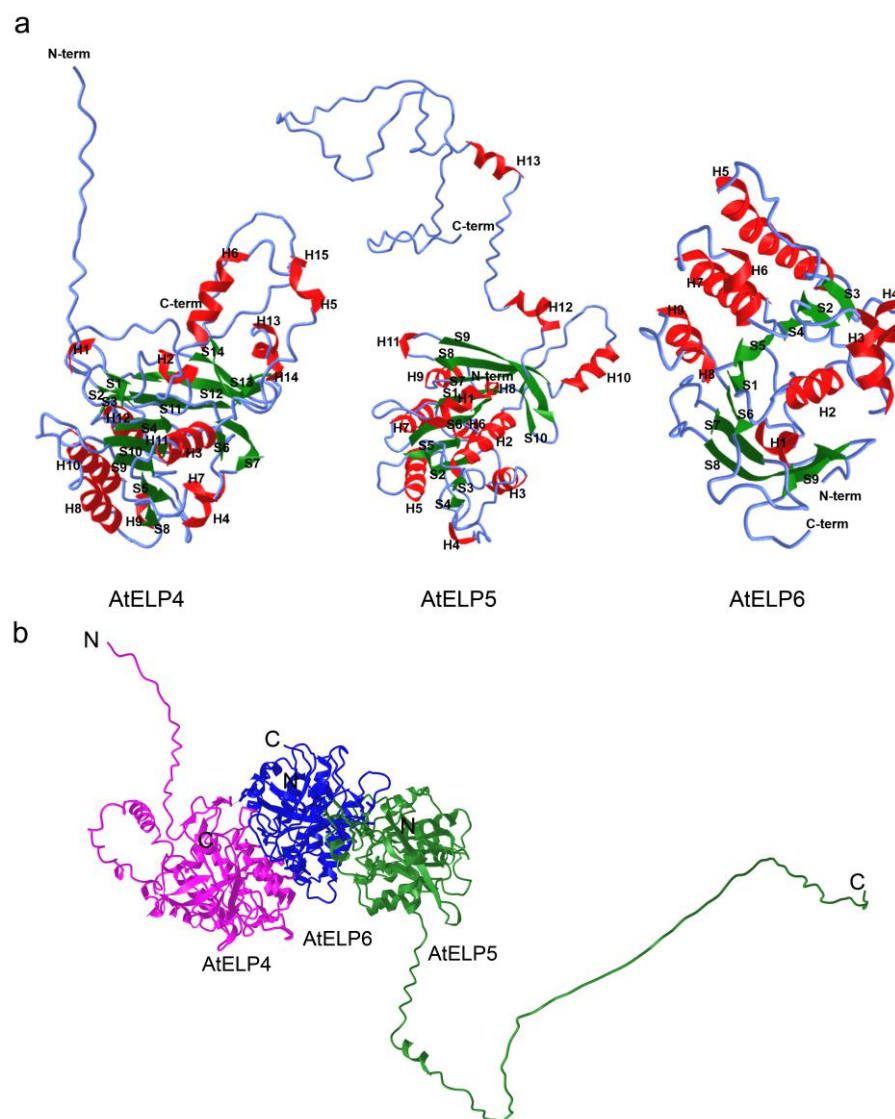 a
N-term
H6
C-term
H15
H5
H13
H1
H2
S14
S13
H14
S1
S2
S3
S12
S11
H12
S4
H11
H3
S6
S10
S9
S7
H10
H8
S5
H7
H9
S8
H4
H13
C-term
H12
H11
S9
S8
H9
S7
N-term
H10
S1
H8
H1
H7
S6
H6
S10
S5
H2
S2
S3
H3
H5
S4
H4
H5
H6
H7
S3
S2
H4
H9
S4
H3
S5
H8
S1
H2
S6
S7
H1
S8
S9
N-term
C-term
AtELP4
AtELP5
AtELP6
b
N
C
N
N
C
C
AtELP6
AtELP5
AtELP4